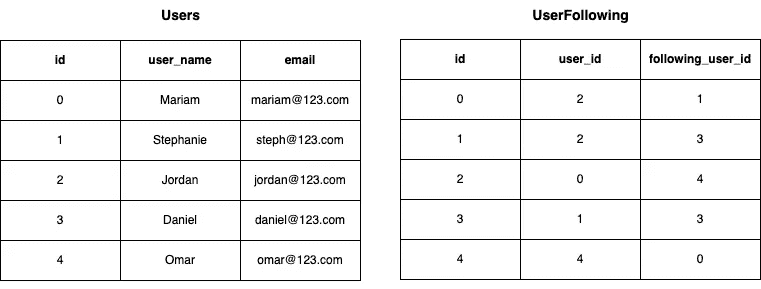 Users
id user_name email
0 Mariam mariam@123.com
1 Stephanie steph@123.com
2 Jordan jordan@123.com
3 Daniel daniel@123.com
4 Omar omar@123.com
UserFollowing
id user_id following_user_id
0 2 1
1 2 3
2 0 4
3 1 3
4 4 0